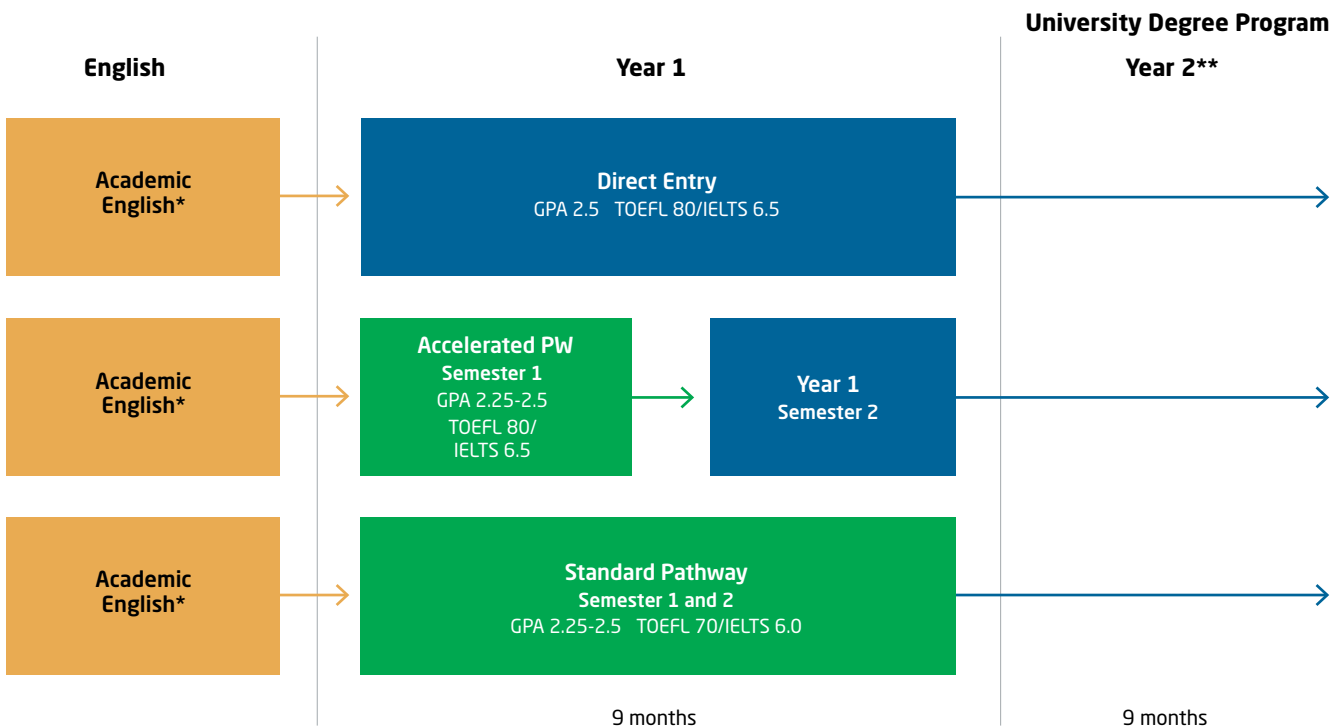 University Degree Program
English
Year 1
Year 2**
Academic
English*
Direct Entry
GPA 2.5 TOEFL 80/IELTS 6.5
Academic
English*
Accelerated PW
Semester 1
GPA 2.25-2.5
TOEFL 80/
IELTS 6.5
Year 1
Semester 2
Academic
English*
Standard Pathway
Semester 1 and 2
GPA 2.25-2.5 TOEFL 70/IELTS 6.0
9 months
9 months